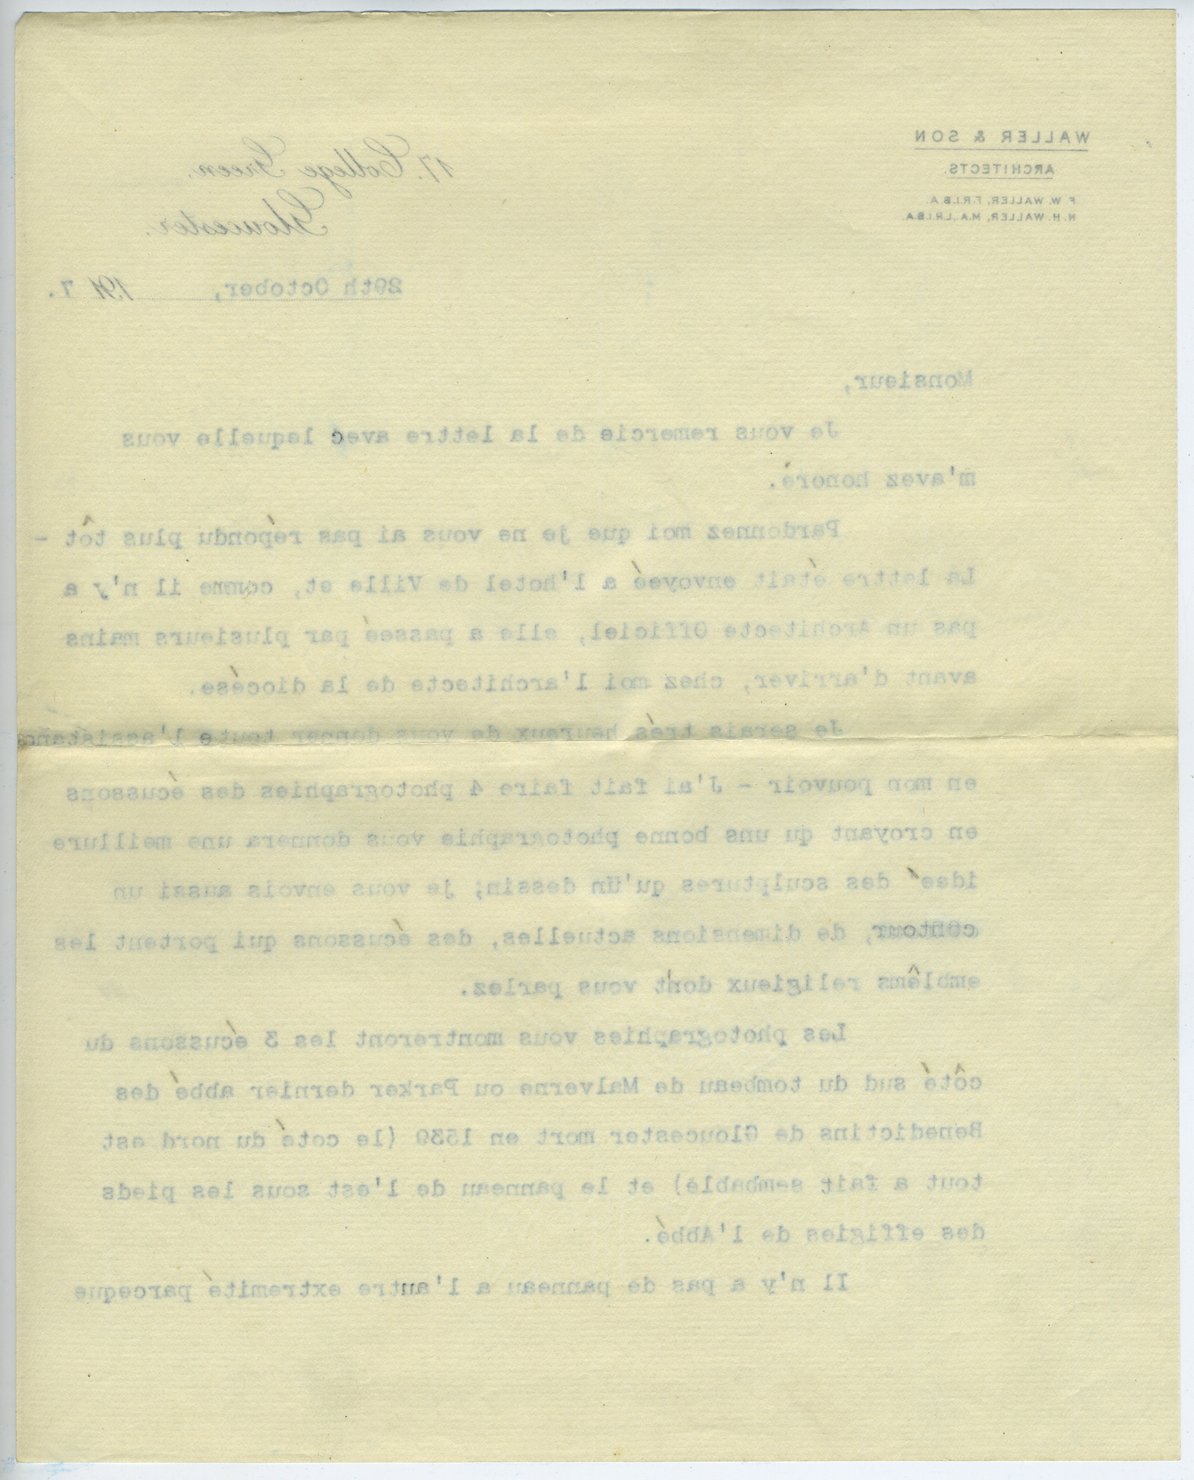 WALLER & SON
ARCHITECTS.
F. W. WALLER, F.R.I.B.A.
N. H. WALLER, M.A., L.R.I.B.A.
17, College Green,
Gloucester.
29th October, 1917.
Monsieur,
Je vous remercie de la lettre avec lequelle vous
m'avez honoré.
Pardonnez moi que je ne vous ai pas répondu plus tôt -
La lettre était envoyeé a l'hotel de Ville et, comme il n'y a
pas un Architecte Officiel, elle a passeé par plusieurs mains
avant d'arriver, chez moi l'architecte de la diocése.
Je serais trés heureux de vous donner toute l'assistance
en mon pouvoir - J'ai fait faire 4 photographies des écussons
en croyant qu uns bonne photographie vous donnera une meillure
ideé des sculptures qu'un dessin; je vous envois aussi un
contour, de dimensions actuelles, des écussons qui portent les
emblêms religieux dont vous parlez.
Les photographies vous montreront les 3 écussons du
côté sud du tombeau de Malverne ou Parker dernier abbé des
Benedictins de Gloucester mort en 1539 (le coté du nord est
tout a fait semablé) et le panneau de l'est sous les pieds
des effigies de l'Abbé.
Il n'y a pas de panneau a l'autre extremité parceque